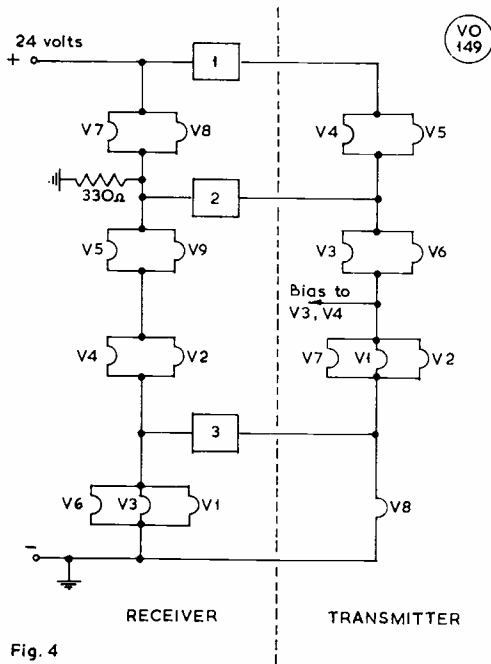 24 volts
+
1
VO
149
V7
V8
V4
V5
330Ω
2
V5
V9
V3
V6
Bias to
V3, V4
V4
V2
V7
V1
V2
3
V6
V3
V1
V8
-
RECEIVER
TRANSMITTER
Fig. 4